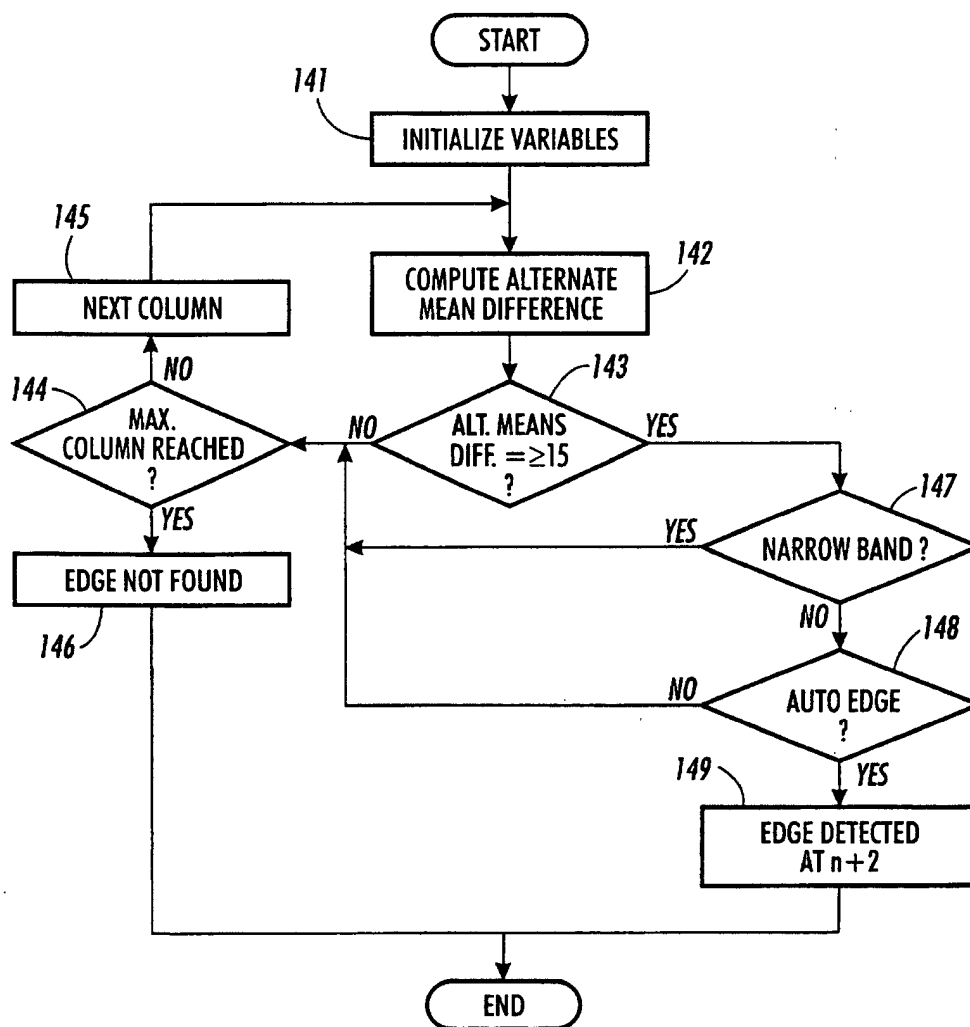 START
141
INITIALIZE VARIABLES
145
142
COMPUTE ALTERNATE
MEAN DIFFERENCE
NEXT COLUMN
NO
144
143
MAX.
COLUMN REACHED
?
NO
ALT. MEANS
DIFF. =≥15
?
YES
YES
147
YES
NARROW BAND ?
EDGE NOT FOUND
146
NO
148
NO
AUTO EDGE
?
149
YES
EDGE DETECTED
AT n+2
END